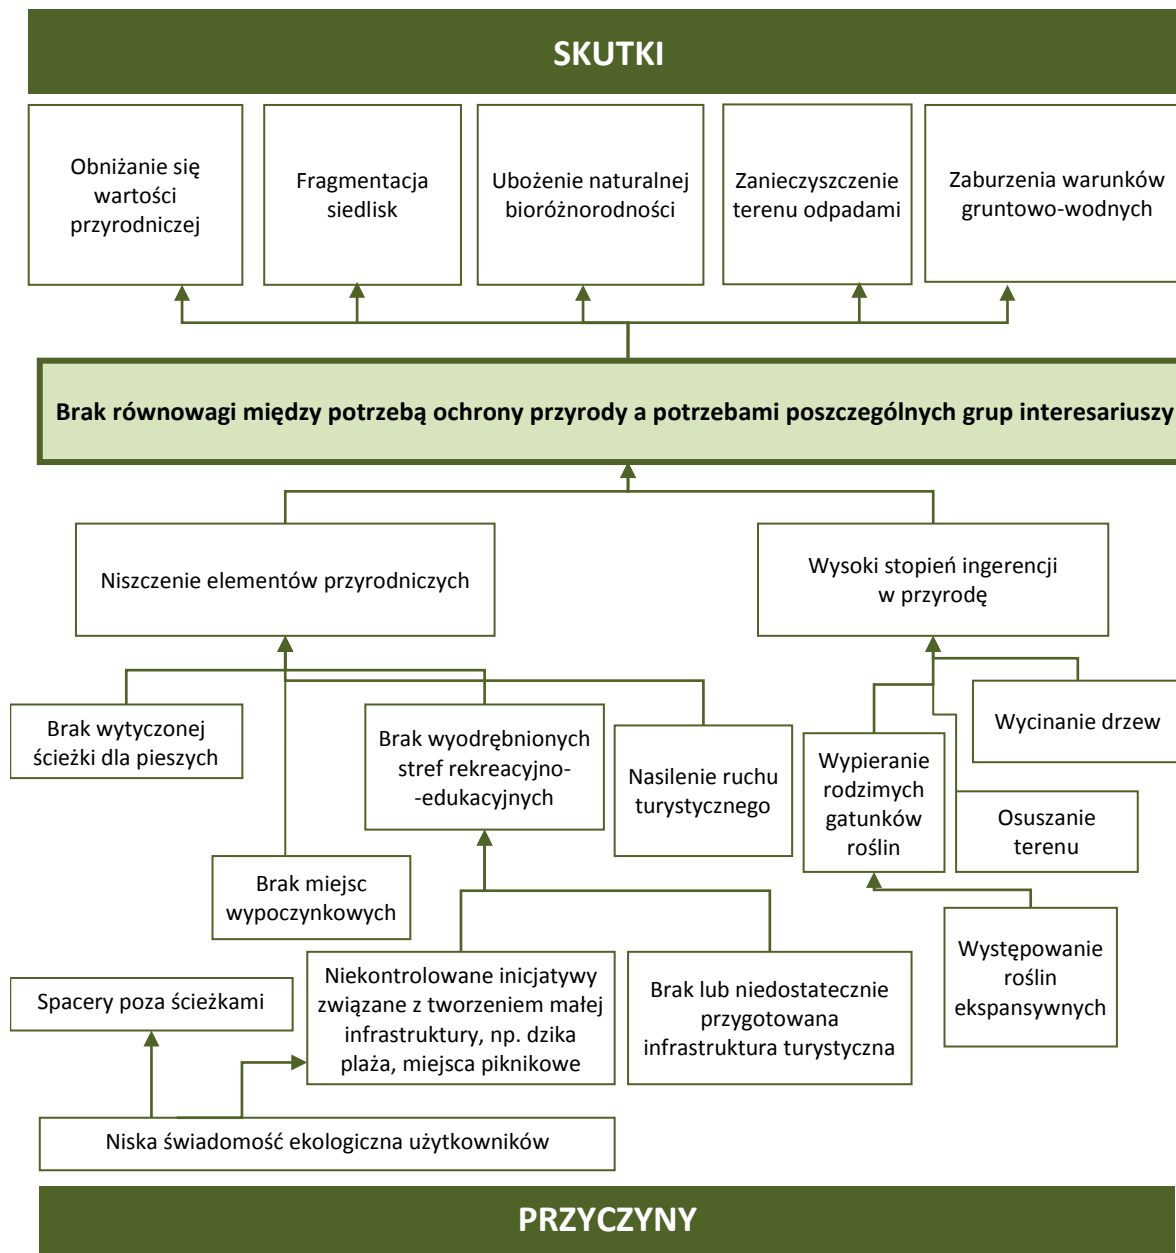 SKUTKI
Obniżanie się
wartości
przyrodniczej
Fragmentacja
siedlisk
Ubożenie naturalnej
bioróżnorodności
Zanieczyszczenie
terenu odpadami
Zaburzenia warunków
gruntowo-wodnych
Brak równowagi między potrzebą ochrony przyrody a potrzebami poszczególnych grup interesariuszy
Niszczenie elementów przyrodniczych
Wysoki stopień ingerencji
w przyrodę
Brak wytyczonej
ścieżki dla pieszych
Brak miejsc
wypoczynkowych
Brak wyodrębnionych
stref rekreacyjno-
-edukacyjnych
Nasilenie ruchu
turystycznego
Wypieranie
rodzimych
gatunków
roślin
Wycinanie drzew
Osuszanie
terenu
Spacery poza ścieżkami
Niekontrolowane inicjatywy
związane z tworzeniem małej
infrastruktury, np. dzika
plaża, miejsca piknikowe
Brak lub niedostatecznie
przygotowana
infrastruktura turystyczna
Występowanie
roślin
ekspansywnych
Niska świadomość ekologiczna użytkowników
PRZYCZYNY